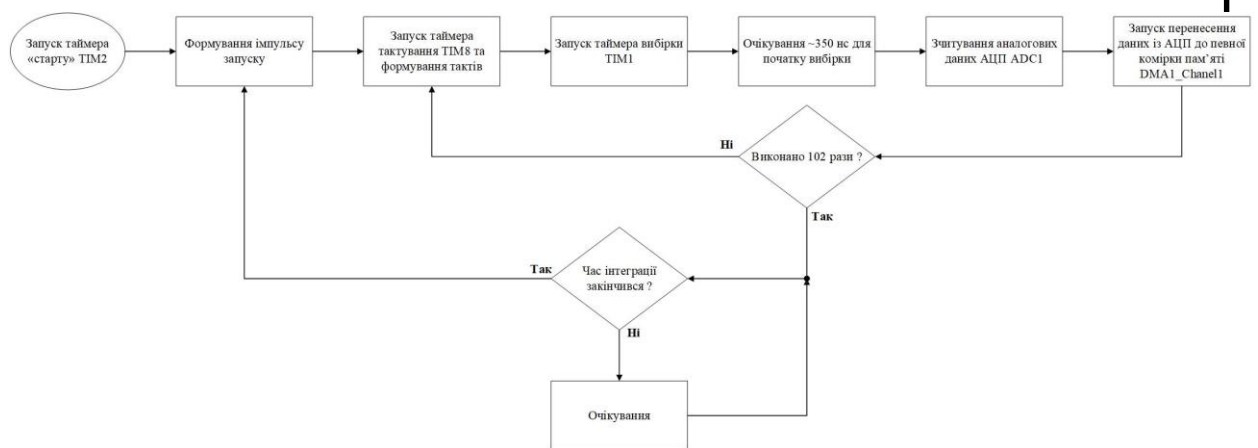 Запуск таймера
«старту» TIM2
Формування імпульсу
запуску
Запуск таймера
тактування TIM8 та
формування тактів
Запуск таймера вибірки
TIM1
Очікування ~350 нс для
початку вибірки
Зчитування аналогових
даних АЦП ADC1
Запуск перенесення
даних із АЦП до певної
комірки пам’яті
DMA1_Chanel1
Ні
Виконано 102 рази ?
Так
Так
Час інтеграції
закінчився ?
Ні
Очікування